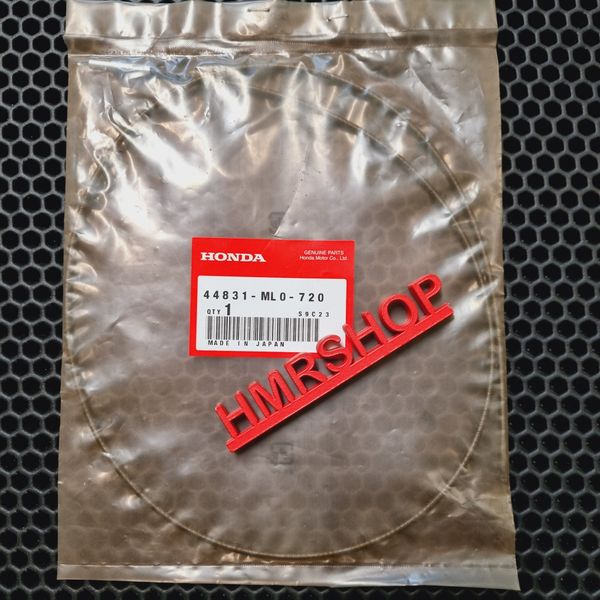 HONDA
GENUINE PARTS
Honda Motor Co., Ltd.
44831-ML0-720
QTY 1
S9C23
MADE IN JAPAN
HMRSHOP